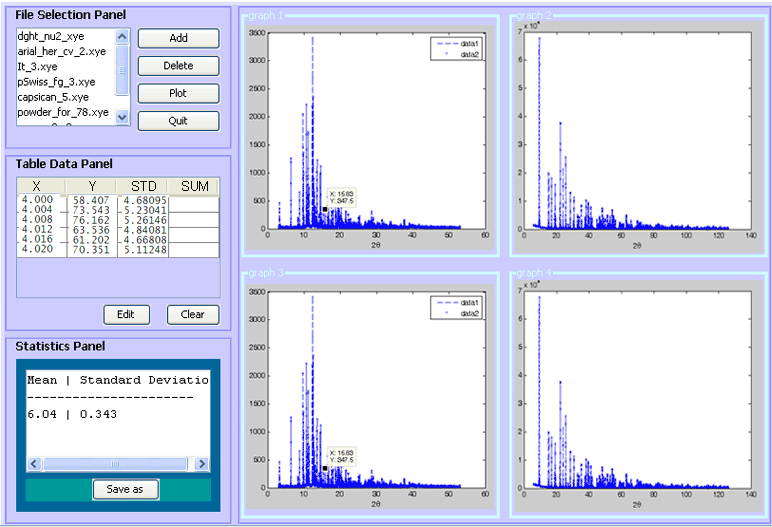 File Selection Panel
dght_nu2_xye
arial_her_cv_2.xye
It_3.xye
pSwiss_fg_3.xye
capsican_5.xye
powder_for_78.xye
Add
Delete
Plot
Quit
Table Data Panel
X Y STD SUM
4.000 58.407 4.68095
4.004 73.543 5.23041
4.008 76.162 5.26146
4.012 63.536 4.84081
4.016 61.202 4.66808
4.020 70.351 5.11248
Edit Clear
Statistics Panel
Mean | Standard Deviatio
-----------------------
6.04 | 0.343
Save as
graph 1
3500
3000
2500
2000
1500
1000
500
0
0 10 20 30 40 50 60
2θ
data1
data2
X: 15.83
Y: 347.5
graph 2
x 10⁴
7
6
5
4
3
2
1
0
0 20 40 60 80 100 120 140
2θ
graph 3
3500
3000
2500
2000
1500
1000
500
0
0 10 20 30 40 50 60
2θ
data1
data2
X: 15.83
Y: 347.5
graph 4
x 10⁴
7
6
5
4
3
2
1
0
0 20 40 60 80 100 120 140
2θ